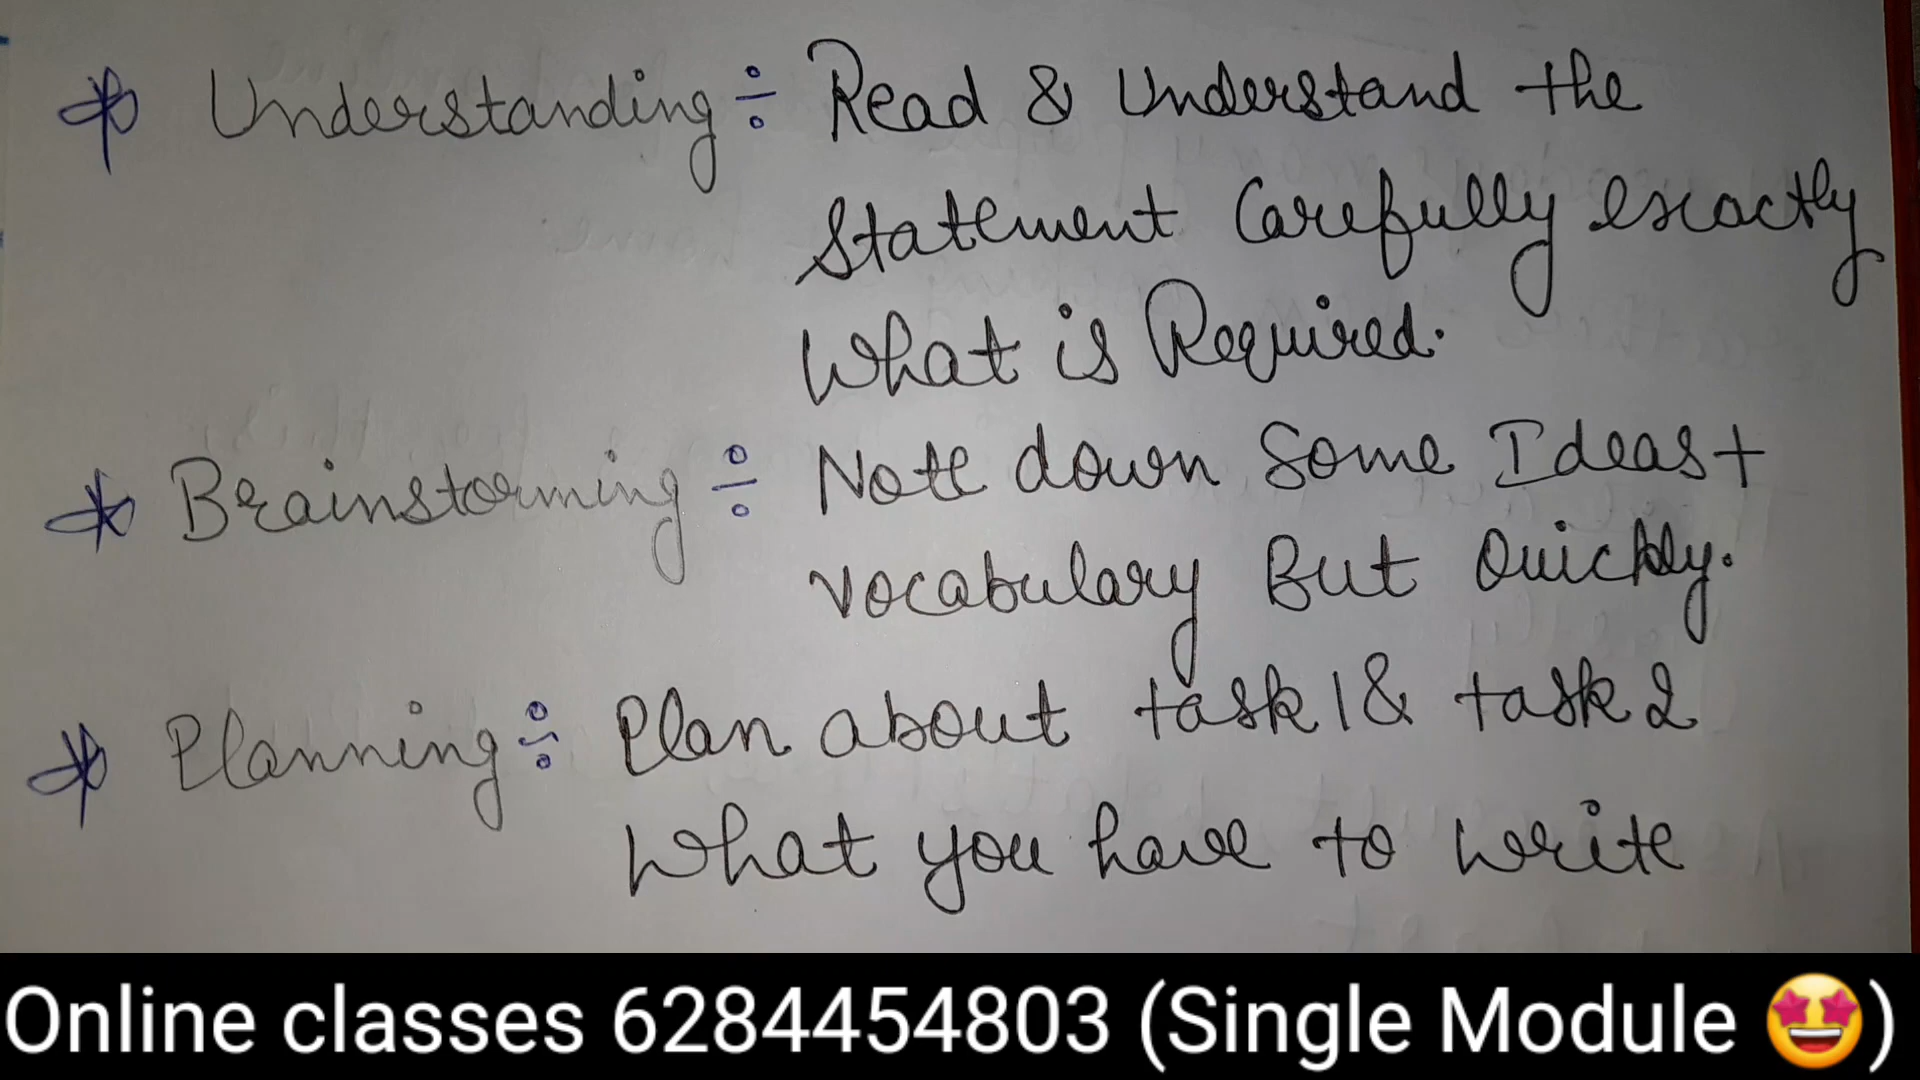 * Understanding ÷ Read & Understand the
Statement Carefully exactly
What is Required.
* Brainstorming ÷ Note down Some Ideas +
Vocabulary But Quickly.
* Planning ÷ Plan about task 1 & task 2
What you have to write
Online classes 6284454803 (Single Module 🤩)